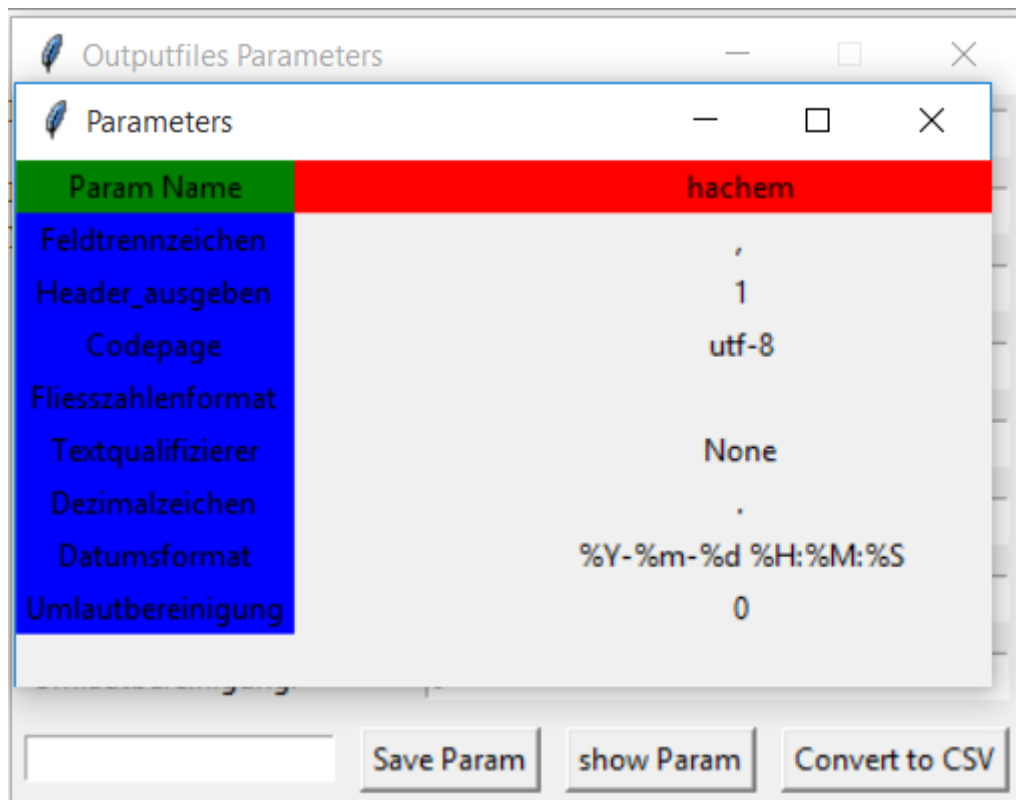 Outputfiles Parameters
Parameters
Param Name hachem
Feldtrennzeichen ,
Header_ausgeben 1
Codepage utf-8
Fliesszahlenformat
Textqualifizierer None
Dezimalzeichen .
Datumsformat %Y-%m-%d %H:%M:%S
Umlautbereinigung 0
Save Param show Param Convert to CSV